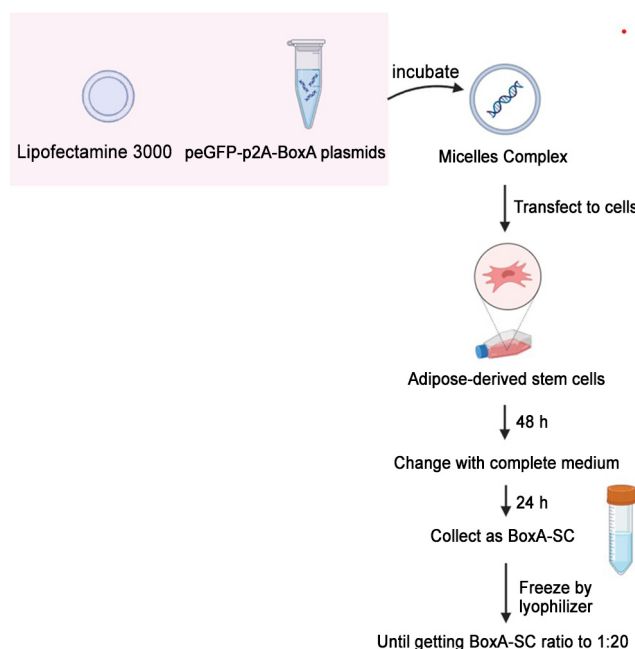 incubate
Lipofectamine 3000
peGFP-p2A-BoxA plasmids
Micelles Complex
Transfect to cells
Adipose-derived stem cells
48 h
Change with complete medium
24 h
Collect as BoxA-SC
Freeze by
lyophilizer
Until getting BoxA-SC ratio to 1:20